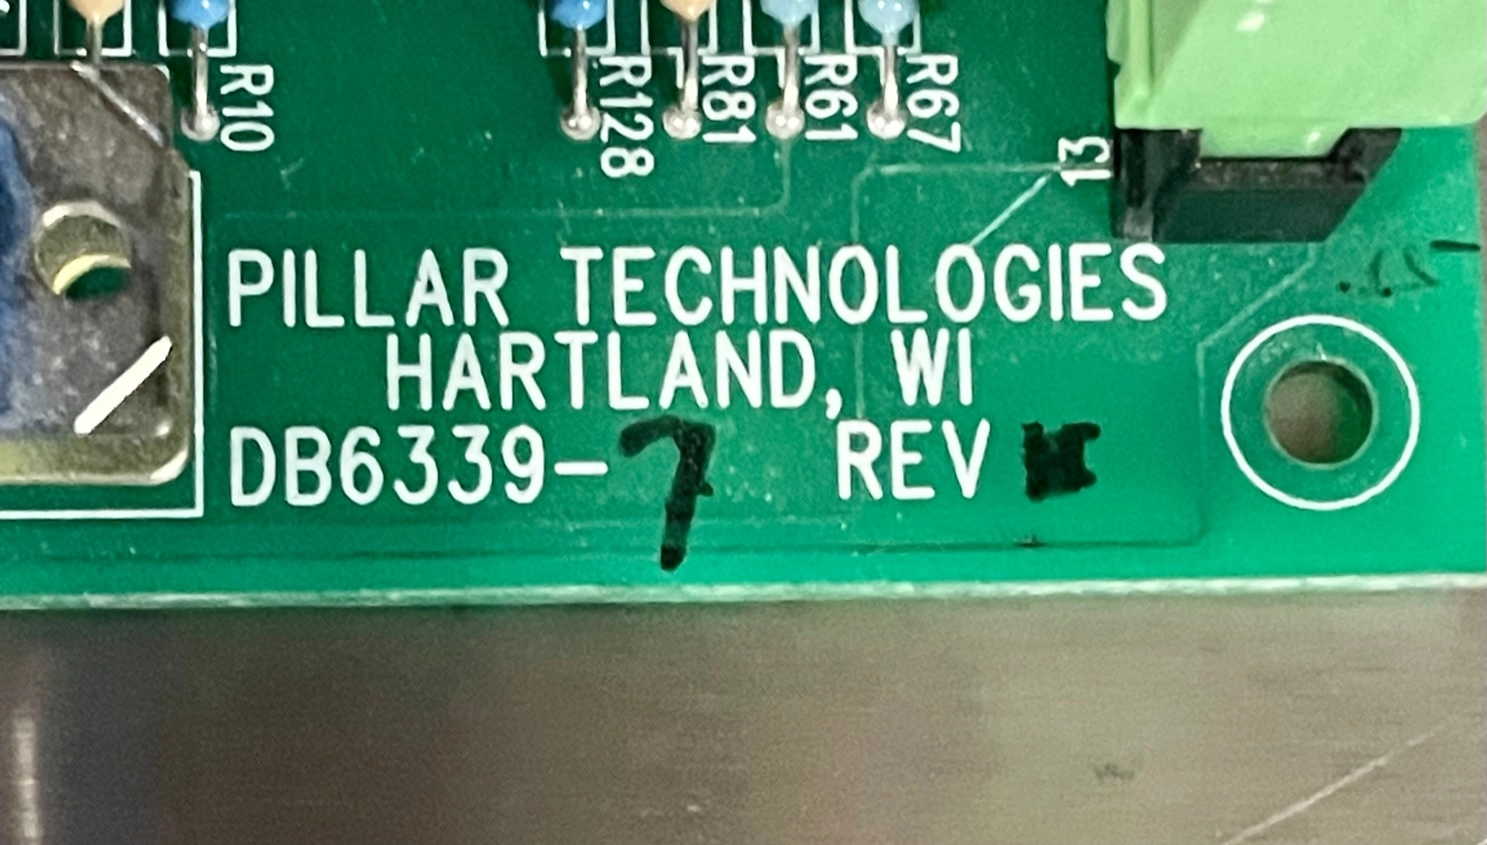 R10
R128
R81
R61
R67
13
PILLAR TECHNOLOGIES
HARTLAND, WI
DB6339-7 REV